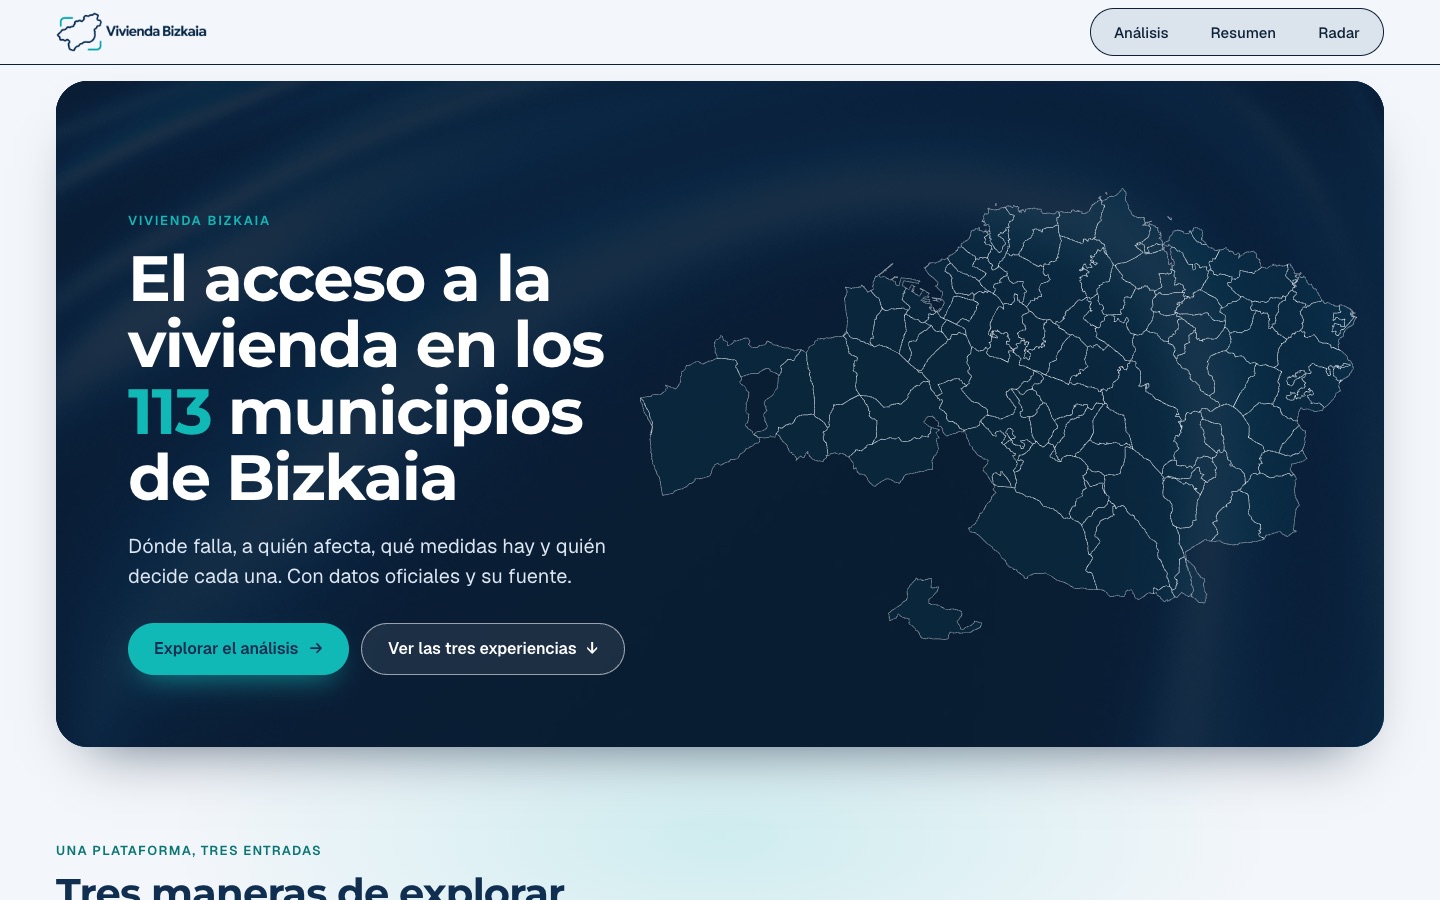 Vivienda Bizkaia
Análisis Resumen Radar
VIVIENDA BIZKAIA
El acceso a la
vivienda en los
113 municipios
de Bizkaia
Dónde falla, a quién afecta, qué medidas hay y quién
decide cada una. Con datos oficiales y su fuente.
Explorar el análisis →
Ver las tres experiencias ↓
UNA PLATAFORMA, TRES ENTRADAS
Tres maneras de explorar